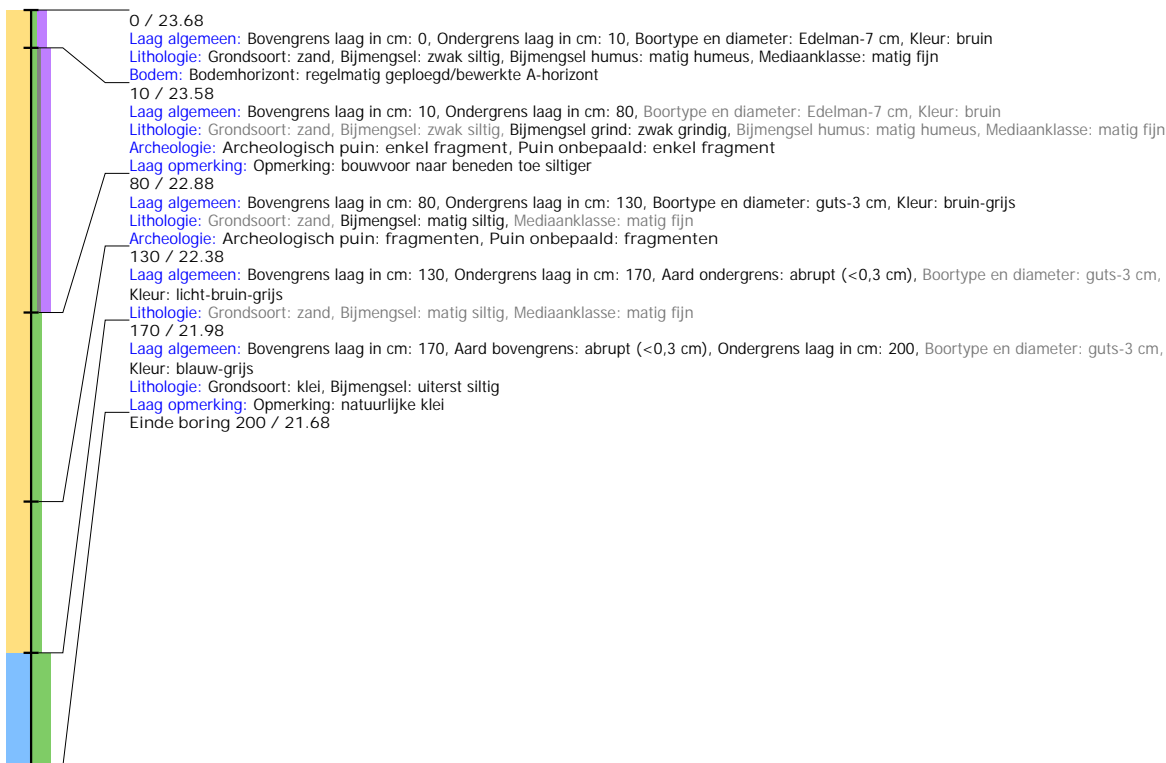 0 / 23.68
Laag algemeen: Bovengrens laag in cm: 0, Ondergrens laag in cm: 10, Boortype en diameter: Edelman-7 cm, Kleur: bruin
Lithologie: Grondsoort: zand, Bijmengsel: zwak siltig, Bijmengsel humus: matig humeus, Mediaanklasse: matig fijn
Bodem: Bodemhorizont: regelmatig geploegd/bewerkte A-horizont
10 / 23.58
Laag algemeen: Bovengrens laag in cm: 10, Ondergrens laag in cm: 80, Boortype en diameter: Edelman-7 cm, Kleur: bruin
Lithologie: Grondsoort: zand, Bijmengsel: zwak siltig, Bijmengsel grind: zwak grindig, Bijmengsel humus: matig humeus, Mediaanklasse: matig fijn
Archeologie: Archeologisch puin: enkel fragment, Puin onbepaald: enkel fragment
Laag opmerking: Opmerking: bouwvoor naar beneden toe siltiger
80 / 22.88
Laag algemeen: Bovengrens laag in cm: 80, Ondergrens laag in cm: 130, Boortype en diameter: guts-3 cm, Kleur: bruin-grijs
Lithologie: Grondsoort: zand, Bijmengsel: matig siltig, Mediaanklasse: matig fijn
Archeologie: Archeologisch puin: fragmenten, Puin onbepaald: fragmenten
130 / 22.38
Laag algemeen: Bovengrens laag in cm: 130, Ondergrens laag in cm: 170, Aard ondergrens: abrupt (<0,3 cm), Boortype en diameter: guts-3 cm,
Kleur: licht-bruin-grijs
Lithologie: Grondsoort: zand, Bijmengsel: matig siltig, Mediaanklasse: matig fijn
170 / 21.98
Laag algemeen: Bovengrens laag in cm: 170, Aard bovengrens: abrupt (<0,3 cm), Ondergrens laag in cm: 200, Boortype en diameter: guts-3 cm,
Kleur: blauw-grijs
Lithologie: Grondsoort: klei, Bijmengsel: uiterst siltig
Laag opmerking: Opmerking: natuurlijke klei
Einde boring 200 / 21.68